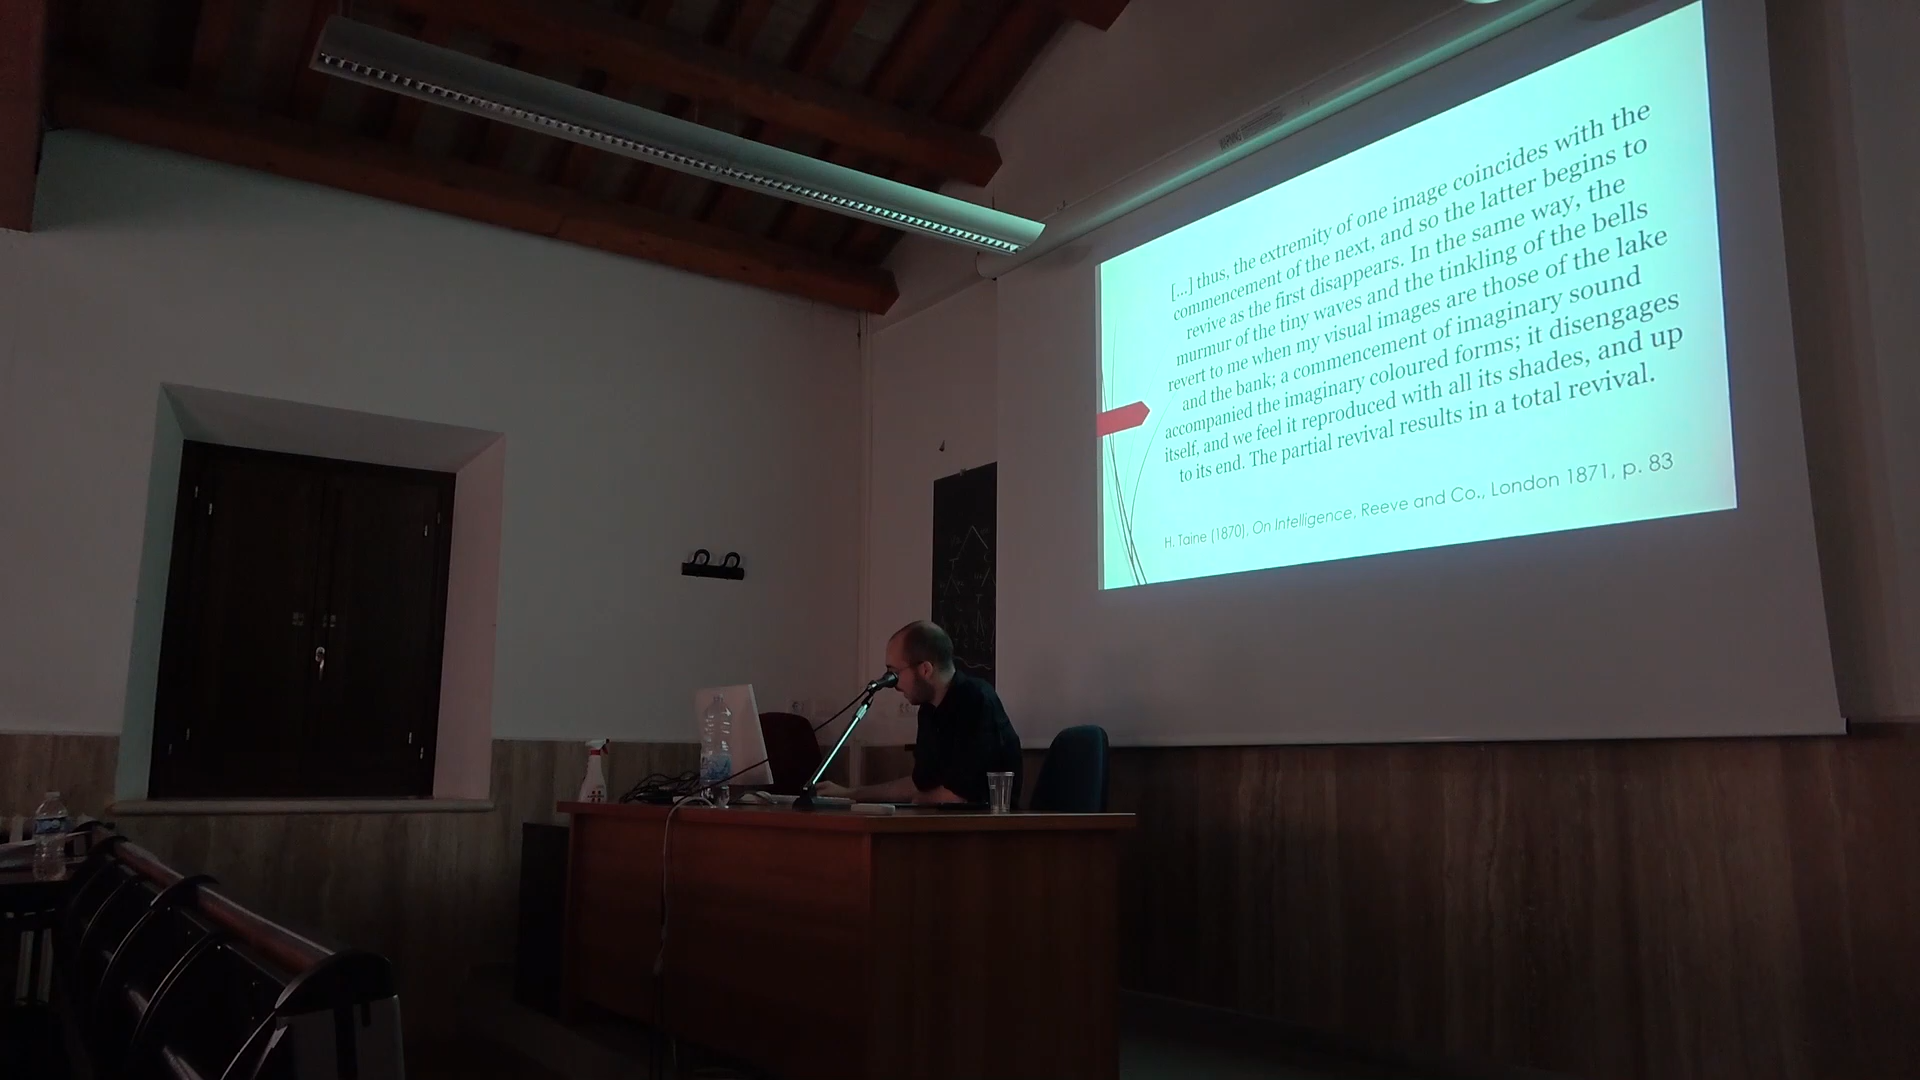 [...] thus, the extremity of one image coincides with the
commencement of the next, and so the latter begins to
revive as the first disappears. In the same way, the
murmur of the tiny waves and the tinkling of the bells
revert to me when my visual images are those of the lake
and the bank; a commencement of imaginary sound
accompanied the imaginary coloured forms; it disengages
itself, and we feel it reproduced with all its shades, and up
to its end. The partial revival results in a total revival.
H. Taine (1870), On Intelligence, Reeve and Co., London 1871, p. 83